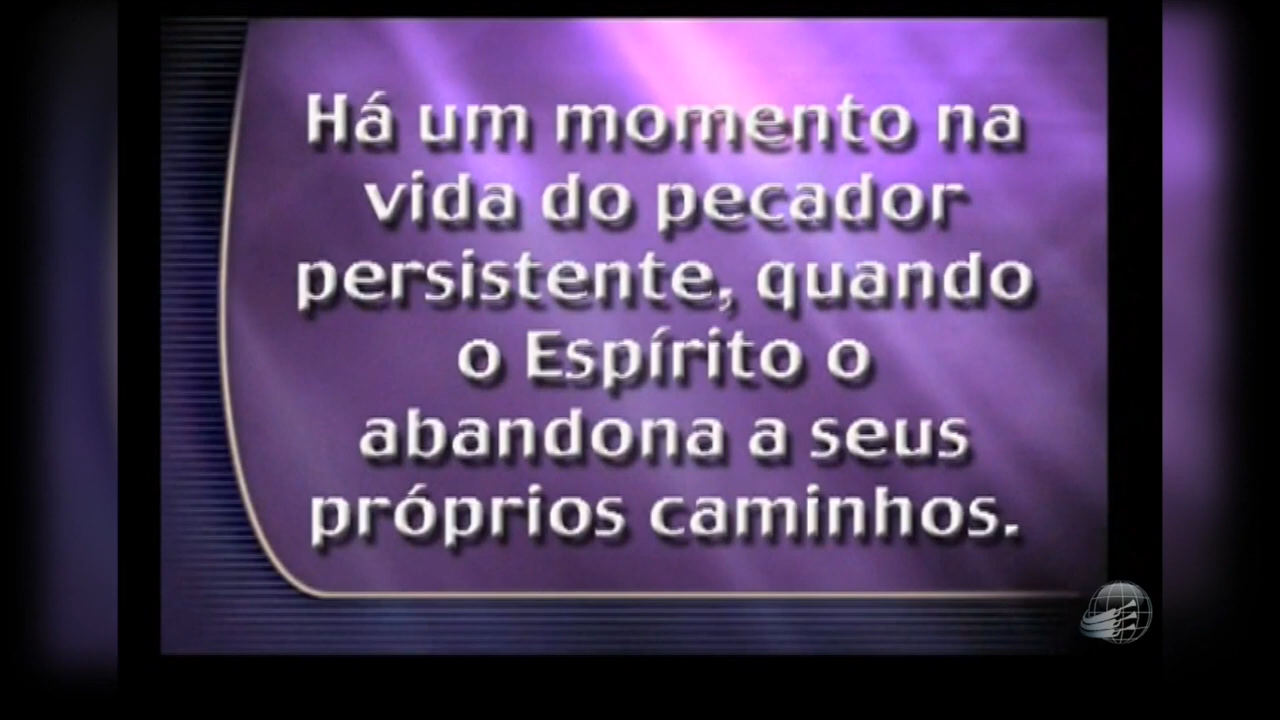 Há um momento na
vida do pecador
persistente, quando
o Espírito o
abandona a seus
próprios caminhos.